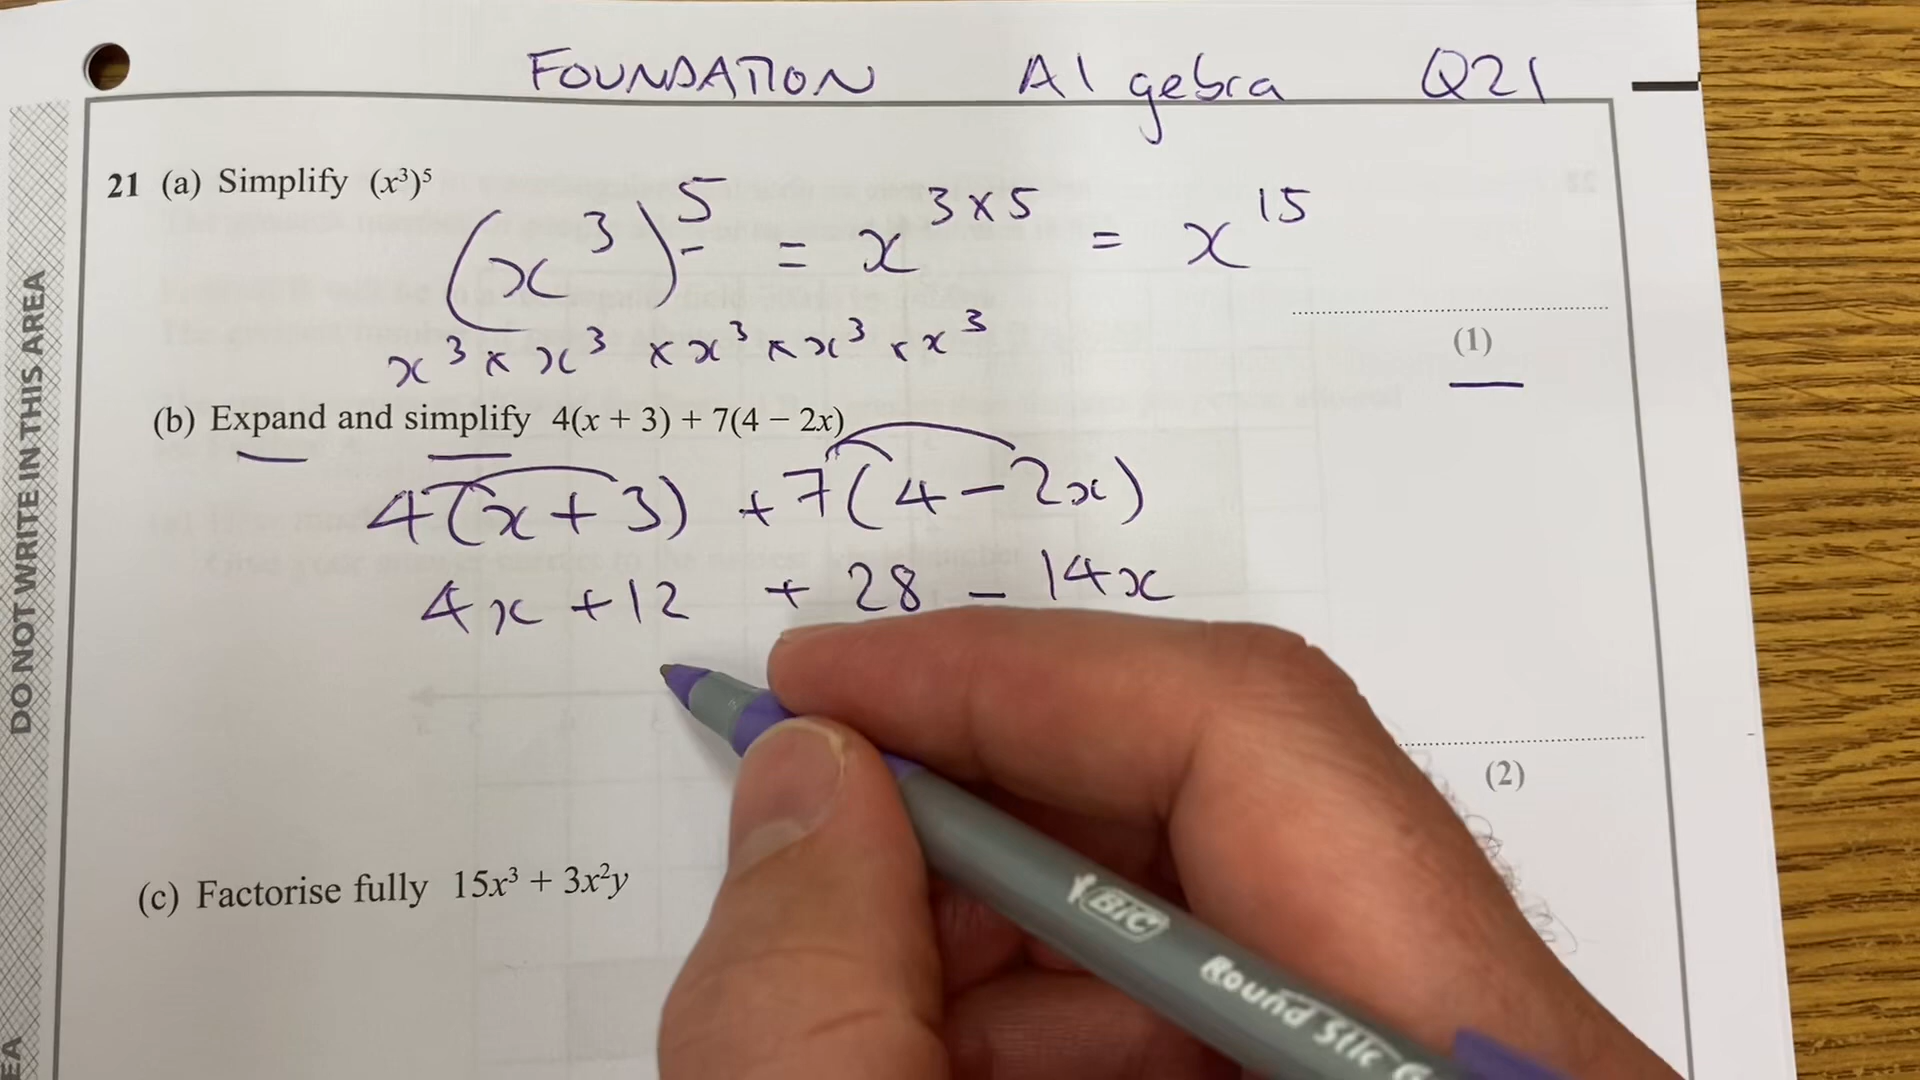 FOUNDATION Algebra Q21
21 (a) Simplify (x³)⁵
(x³)⁵ = x³ˣ⁵ = x¹⁵
x³ × x³ × x³ × x³ × x³
(1)
(b) Expand and simplify 4(x + 3) + 7(4 − 2x)
4(x + 3) + 7(4 − 2x)
4x + 12 + 28 − 14x
(2)
(c) Factorise fully 15x³ + 3x²y
DO NOT WRITE IN THIS AREA
EA
BIC
Round Stic